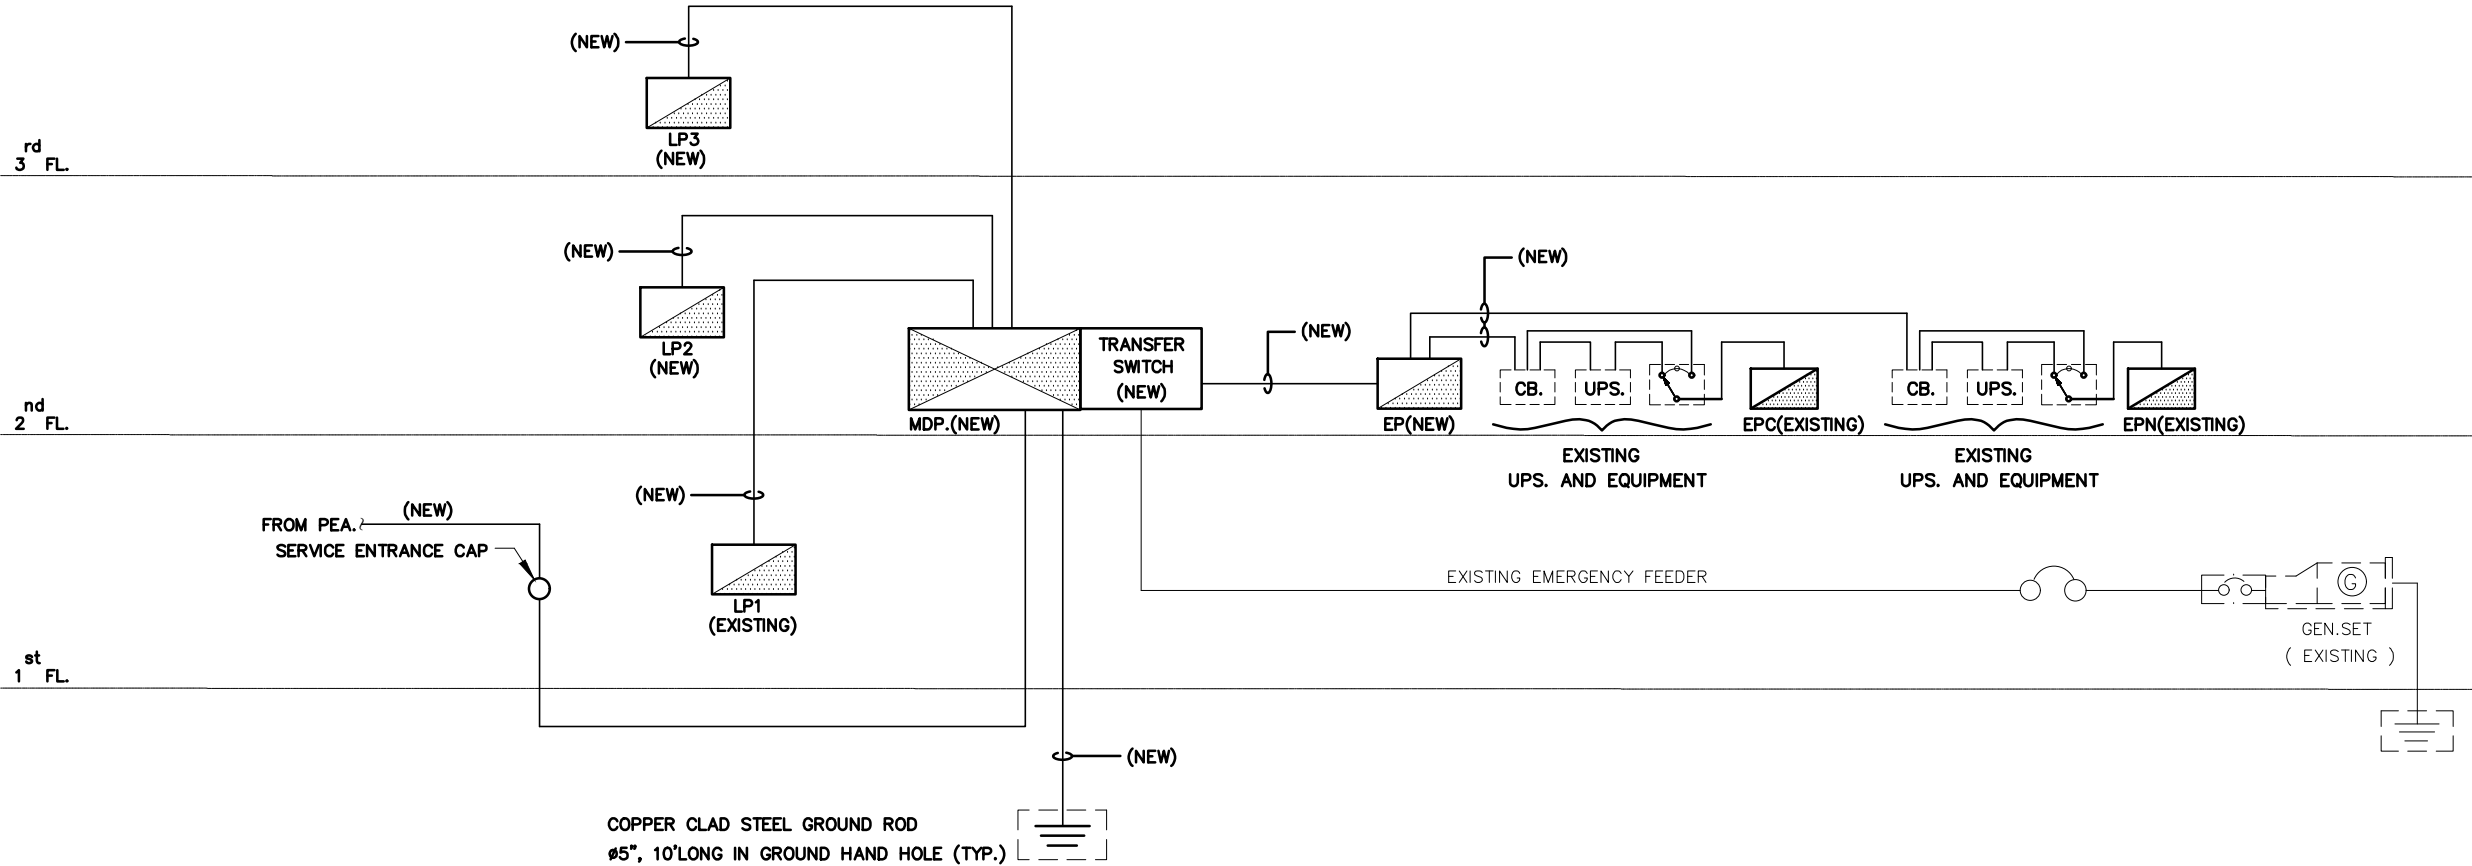 (NEW)
LP3
(NEW)
rd
3 FL.
(NEW)
LP2
(NEW)
(NEW)
(NEW)
TRANSFER
SWITCH
(NEW)
CB.
UPS.
CB.
UPS.
nd
2 FL.
MDP.(NEW)
EP(NEW)
EPC(EXISTING)
EPN(EXISTING)
EXISTING
UPS. AND EQUIPMENT
EXISTING
UPS. AND EQUIPMENT
(NEW)
(NEW)
FROM PEA.
SERVICE ENTRANCE CAP
LP1
(EXISTING)
EXISTING EMERGENCY FEEDER
G
GEN.SET
( EXISTING )
st
1 FL.
(NEW)
COPPER CLAD STEEL GROUND ROD
ø5", 10'LONG IN GROUND HAND HOLE (TYP.)